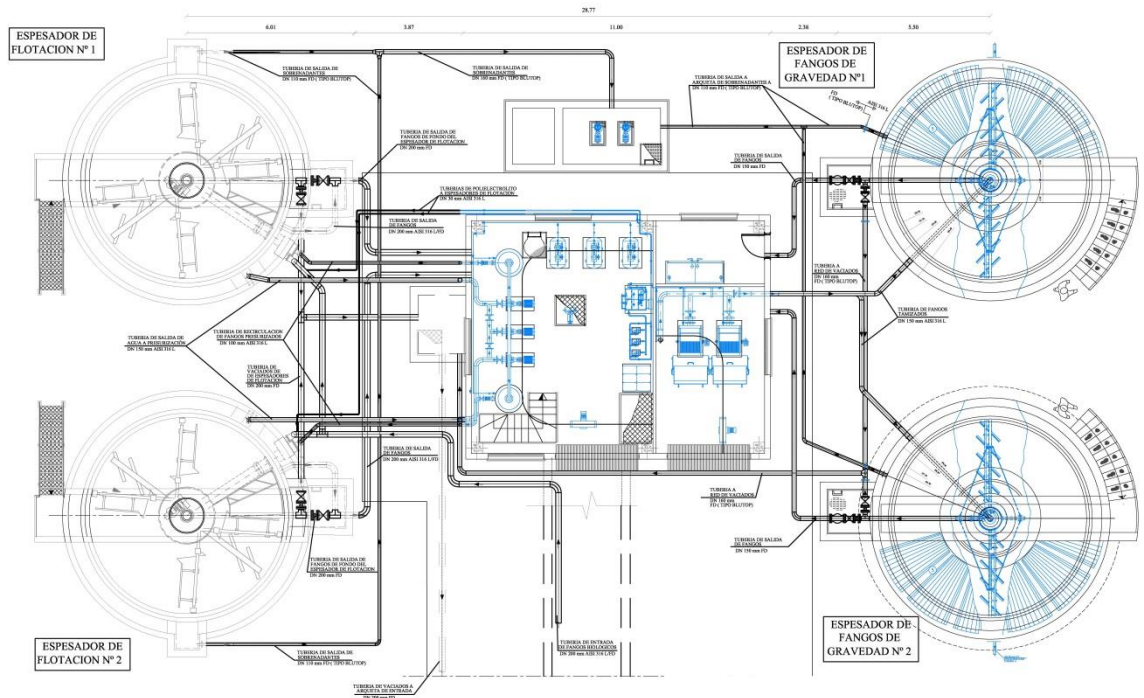 28.77
6.01
3.87
11.00
2.30
5.50
ESPESADOR DE
FLOTACION Nº 1
TUBERIA DE SALIDA DE
SOBRENADANTES
DN 110 mm FD ( TIPO BLUTOP)
TUBERIA DE SALIDA DE
SOBRENADANTES
DN 160 mm FD ( TIPO BLUTOP)
TUBERIA DE SALIDA A
ARQUETA DE SOBRENADANTES A
DN 110 mm FD ( TIPO BLUTOP)
ESPESADOR DE
FANGOS DE
GRAVEDAD Nº1
FD
( TIPO BLUTOP)
AISI 316 L
TUBERIA DE SALIDA DE
FANGOS DE FONDO DEL
ESPESADOR DE FLOTACION
DN 200 mm FD
TUBERIA DE SALIDA
DE FANGOS
DN 150 mm FD
TUBERIAS DE POLIELECTROLITO
A ESPESADORES DE FLOTACION
DN 30 mm AISI 316 L
TUBERIA DE SALIDA
DE FANGOS
DN 200 mm AISI 316 L/FD
TUBERIA A
RED DE VACIADOS
DN 160 mm
FD ( TIPO BLUTOP)
TUBERIA DE FANGOS
TAMIZADOS
DN 150 mm AISI 316 L
TUBERIA DE SALIDA DE
AGUA A PRESURIZACIÓN
DN 150 mm AISI 316 L
TUBERIA DE RECIRCULACION
DE FANGOS PRESURIZADOS
DN 100 mm AISI 316 L
TUBERIA DE
VACIADOS DE
DE ESPESADORES
DE FLOTACION
DN 200 mm FD
TUBERIA DE SALIDA
DE FANGOS
DN 200 mm AISI 316 L/FD
TUBERIA A
RED DE VACIADOS
DN 160 mm
FD ( TIPO BLUTOP)
TUBERIA DE SALIDA
DE FANGOS
DN 150 mm FD
TUBERIA DE SALIDA DE
FANGOS DE FONDO DEL
ESPESADOR DE FLOTACION
DN 200 mm FD
ESPESADOR DE
FLOTACION Nº 2
TUBERIA DE SALIDA DE
SOBRENADANTES
DN 110 mm FD ( TIPO BLUTOP)
TUBERIA DE ENTRADA
DE FANGOS BIOLOGICOS
DN 200 mm AISI 316 L/FD
ESPESADOR DE
FANGOS DE
GRAVEDAD Nº 2
TUBERIA DE VACIADOS A
ARQUETA DE ENTRADA
DN 200 mm FD